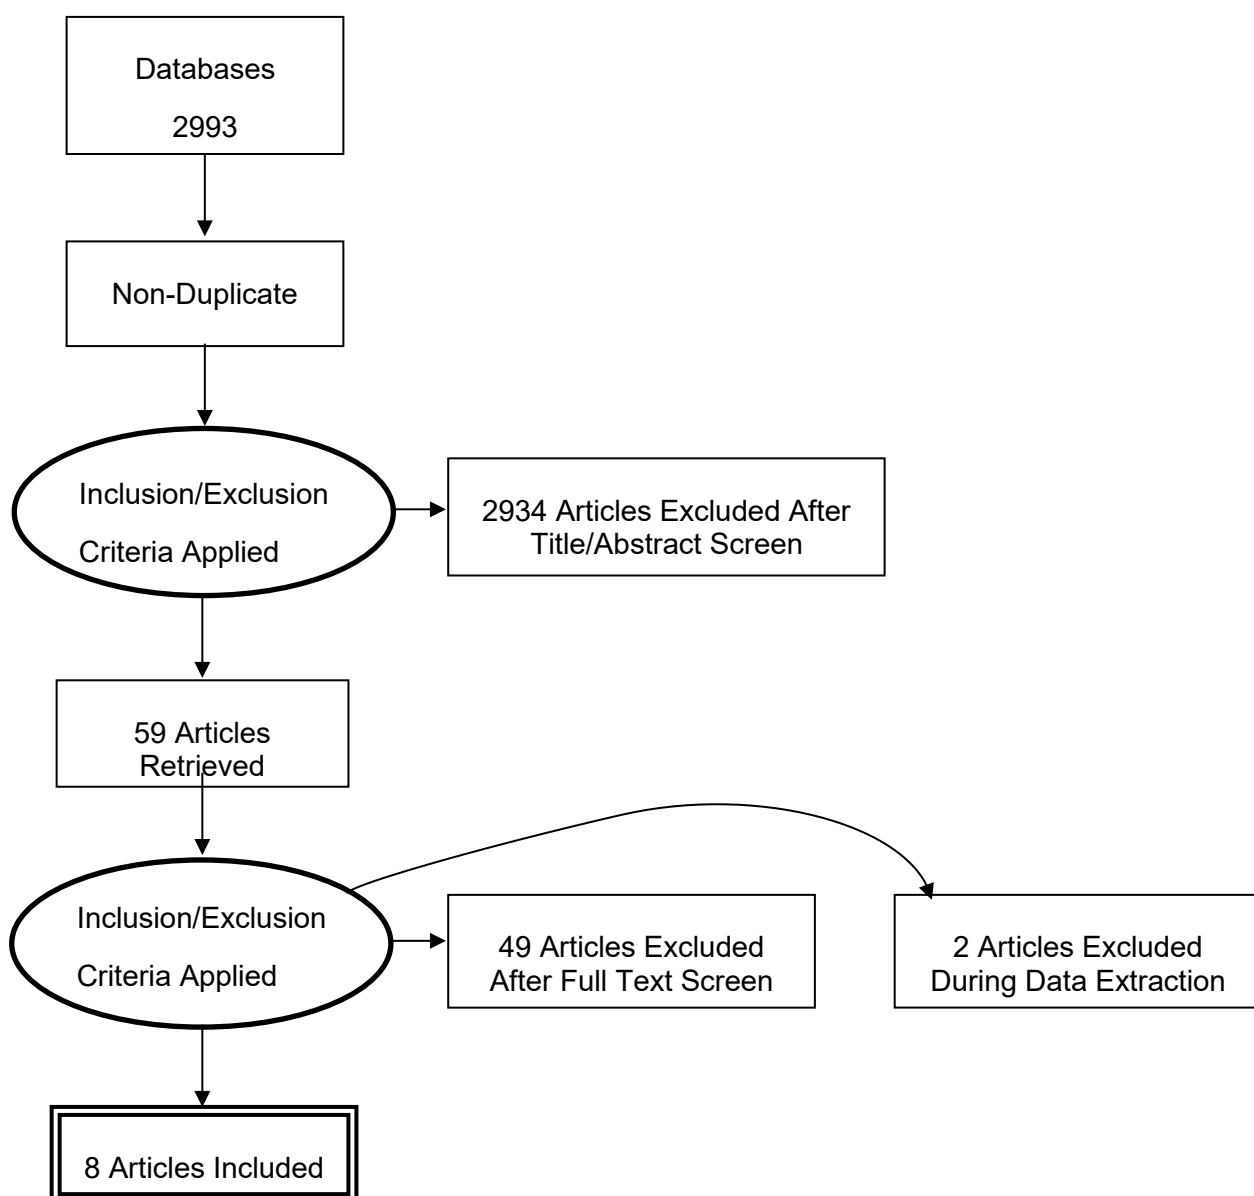 Databases
2993
Non-Duplicate
Inclusion/Exclusion
Criteria Applied
2934 Articles Excluded After
Title/Abstract Screen
59 Articles
Retrieved
Inclusion/Exclusion
Criteria Applied
49 Articles Excluded
After Full Text Screen
2 Articles Excluded
During Data Extraction
8 Articles Included